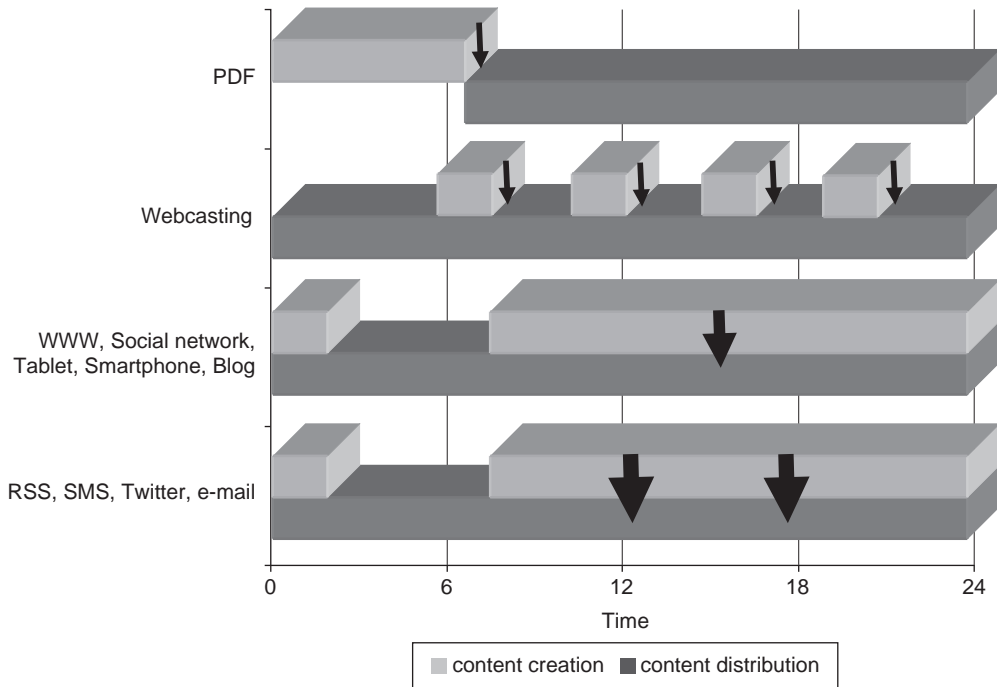 PDF
Webcasting
WWW, Social network,
Tablet, Smartphone, Blog
RSS, SMS, Twitter, e-mail
0 6 12 18 24
Time
content creation content distribution